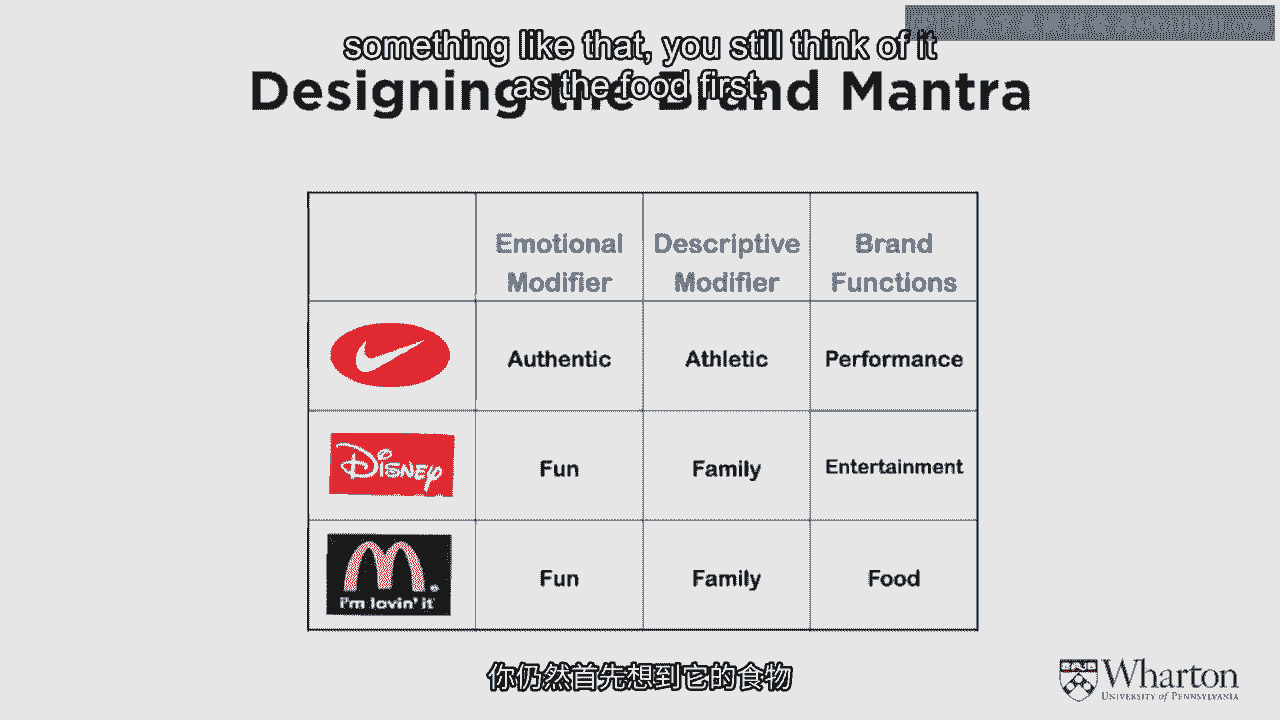 something like that, you still think of it
as the food first.
Designing the Brand Mantra
Emotional
Modifier
Descriptive
Modifier
Brand
Functions
Authentic
Athletic
Performance
Disney
Fun
Family
Entertainment
M
i'm lovin' it
Fun
Family
Food
你仍然首先想到它的食物
Wharton
UNIVERSITY of PENNSYLVANIA